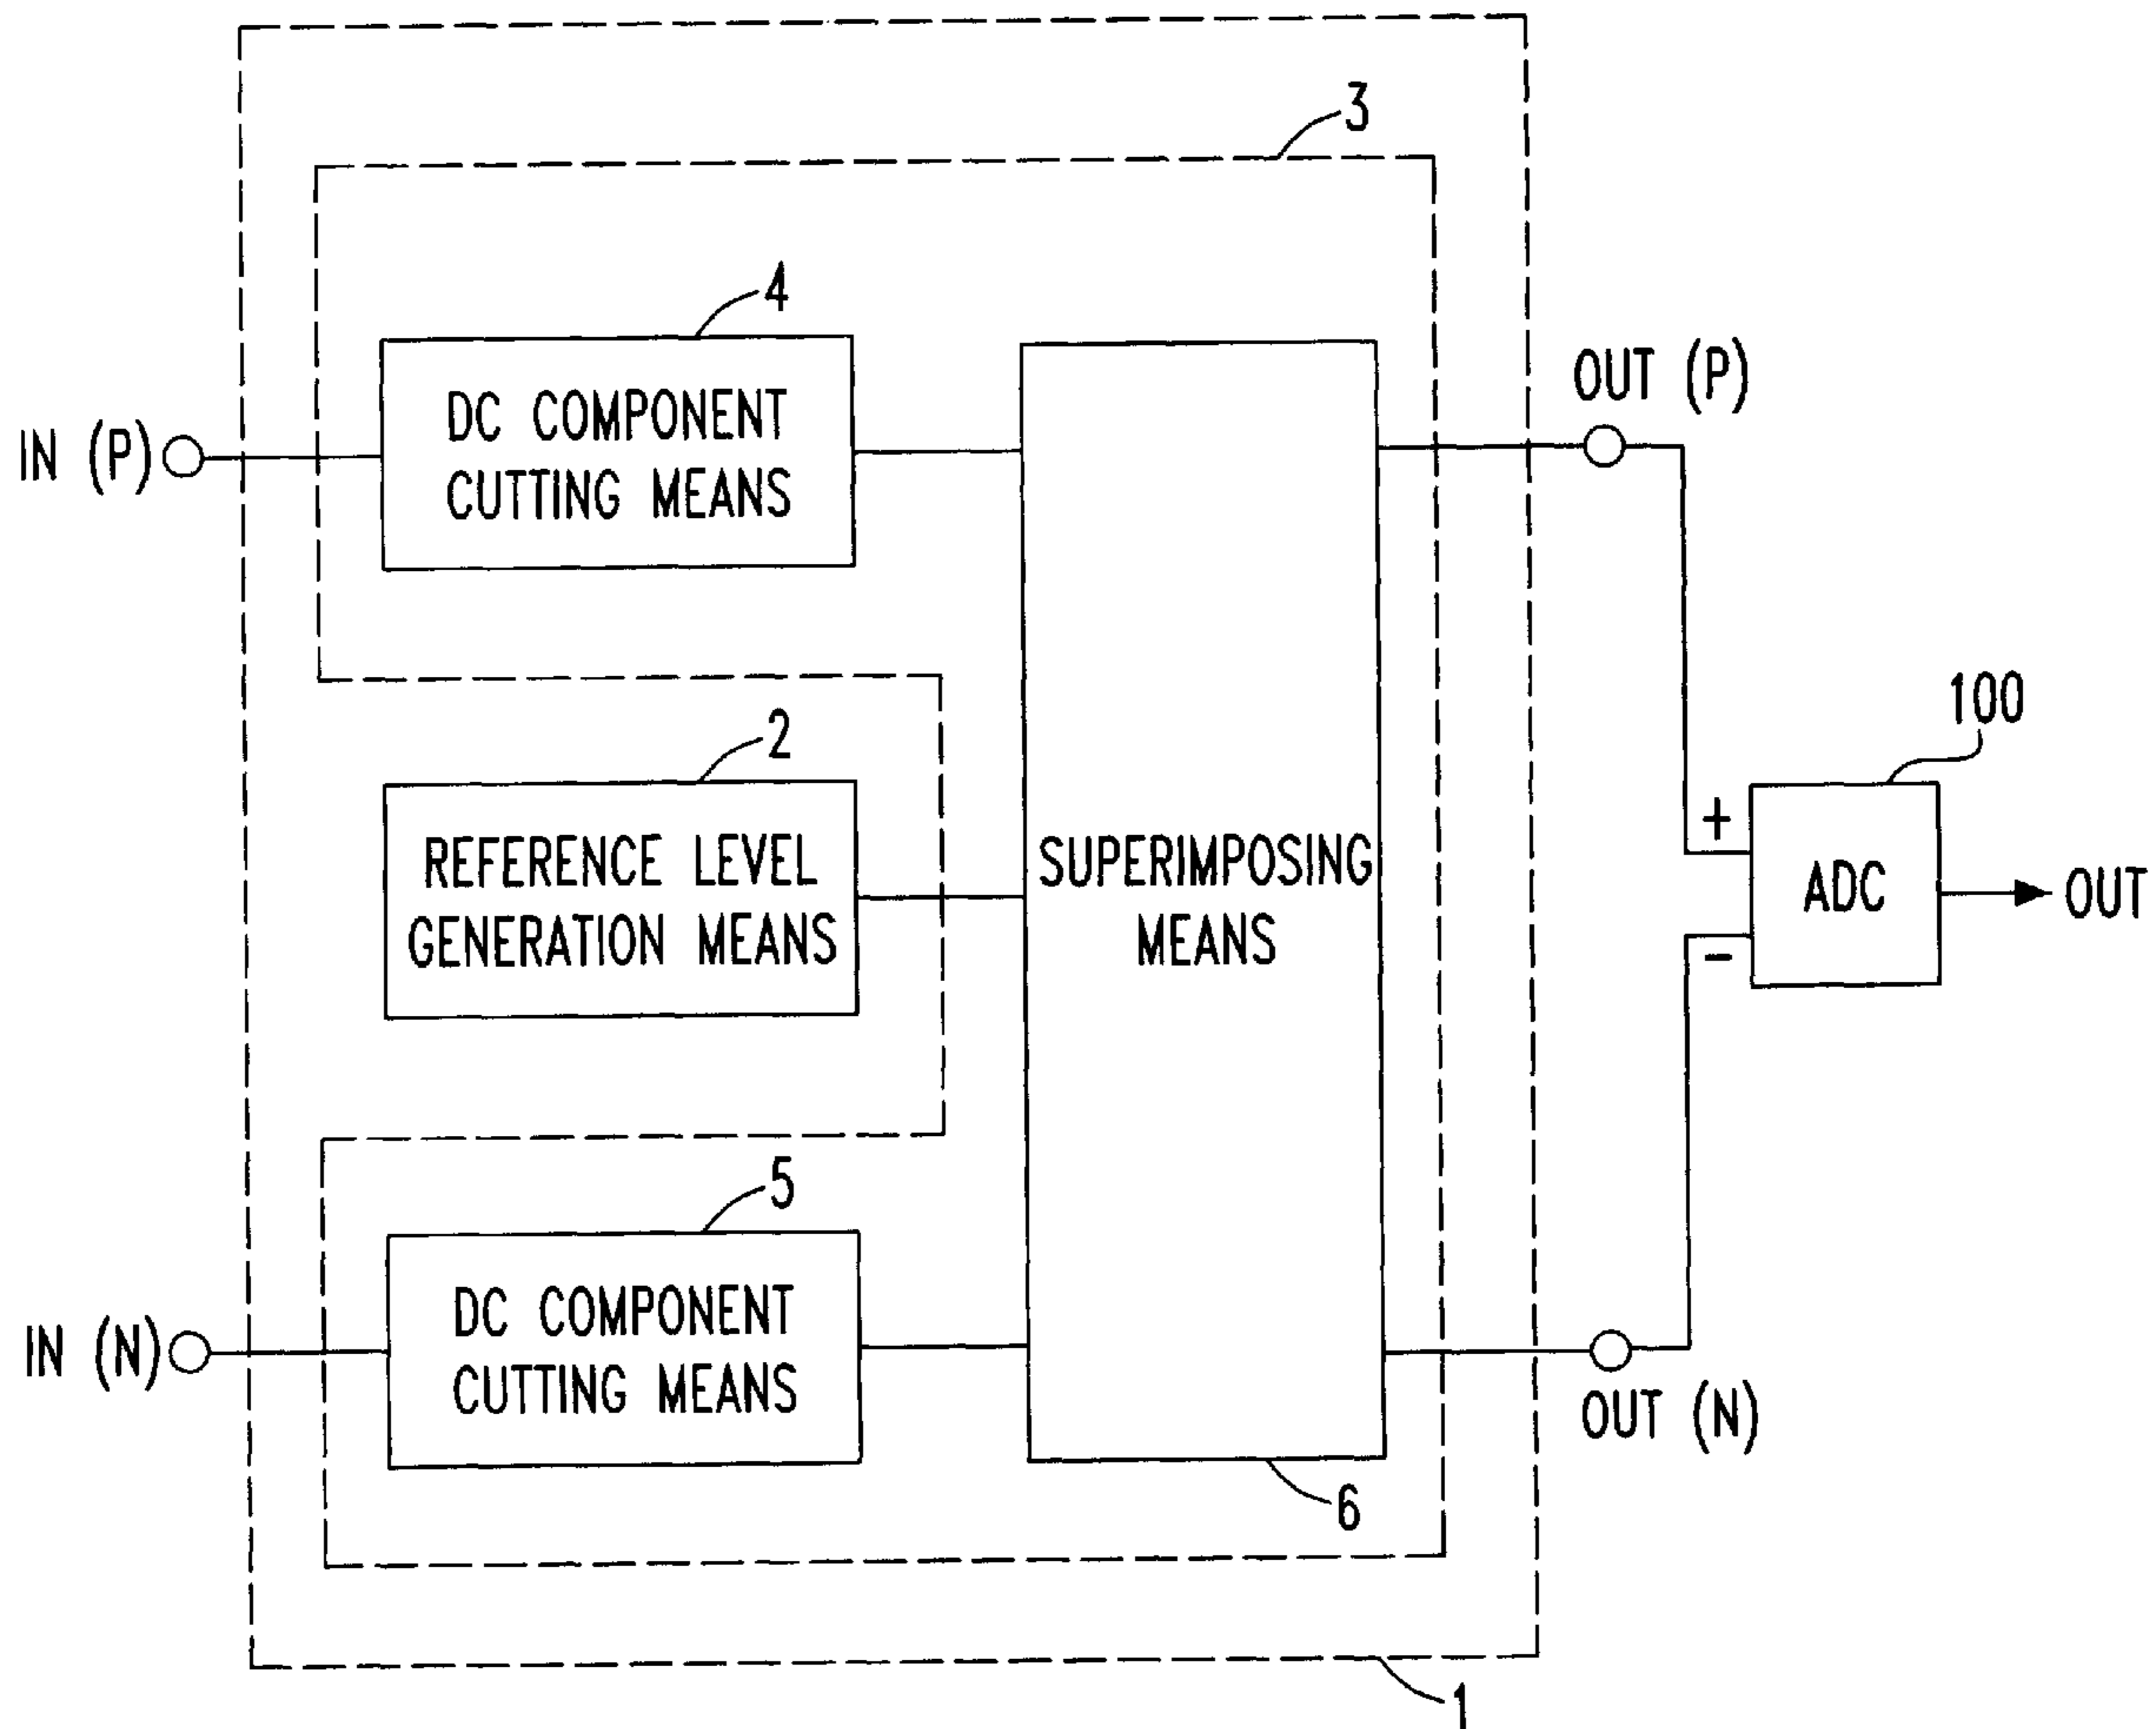 3
4
DC COMPONENT
CUTTING MEANS
IN (P)
OUT (P)
2
REFERENCE LEVEL
GENERATION MEANS
SUPERIMPOSING
MEANS
100
+
ADC
-
OUT
5
DC COMPONENT
CUTTING MEANS
IN (N)
OUT (N)
6
1